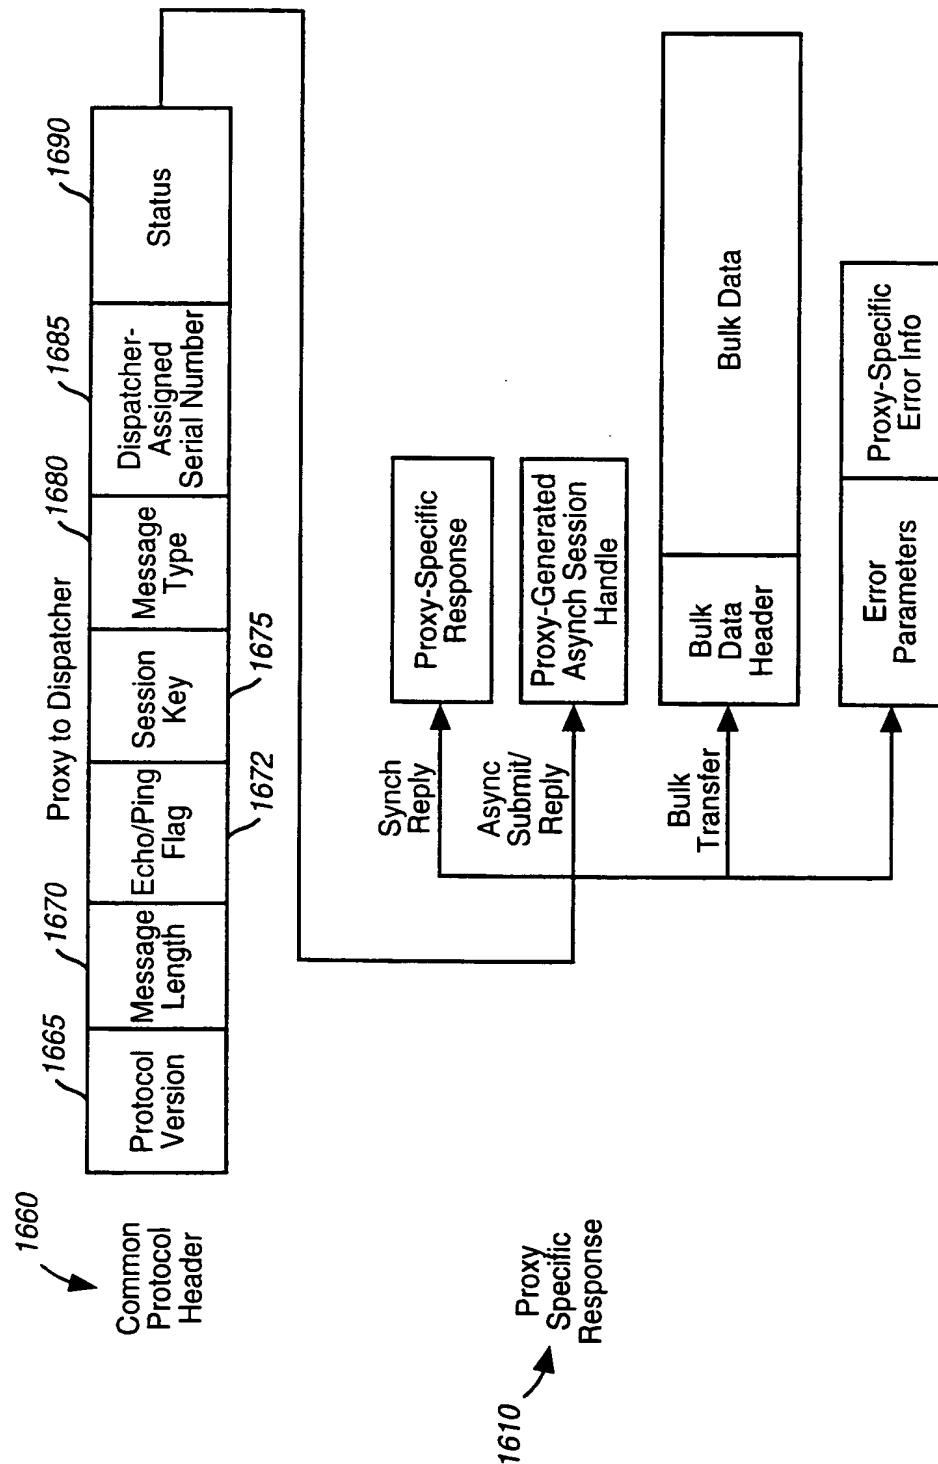 Proxy to Dispatcher
1660
Common
Protocol
Header
1665
1670
1680
1685
1690
Protocol
Version
Message
Length
Echo/Ping
Flag
Session
Key
Message
Type
Dispatcher-
Assigned
Serial Number
Status
1672
1675
1610
Proxy
Specific
Response
Synch
Reply
Proxy-Specific
Response
Async
Submit/
Reply
Proxy-Generated
Asynch Session
Handle
Bulk
Transfer
Bulk
Data
Header
Bulk Data
Error
Parameters
Proxy-Specific
Error Info